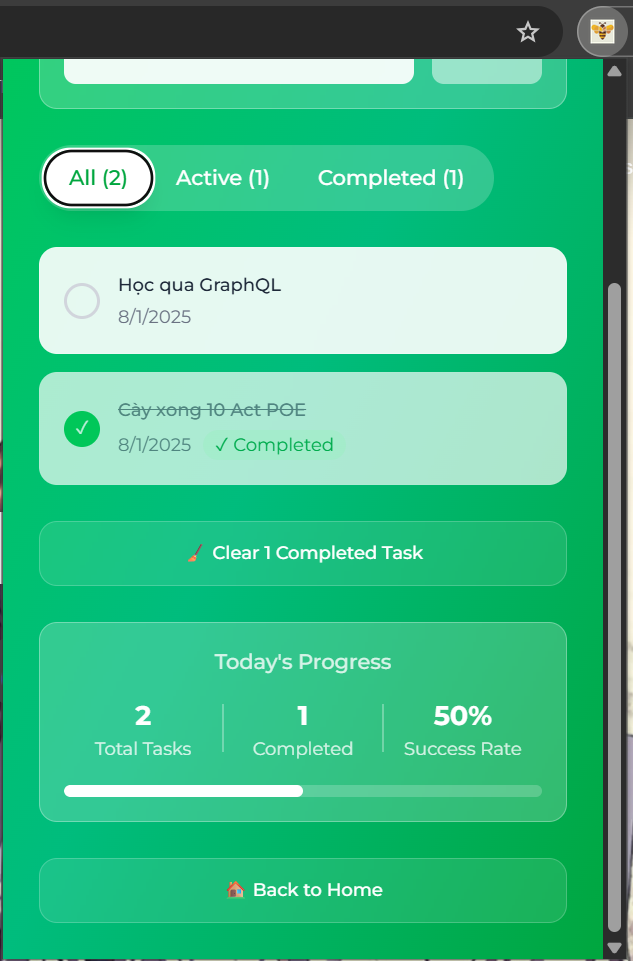 All (2)
Active (1)
Completed (1)
Học qua GraphQL
8/1/2025
Cày xong 10 Act POE
8/1/2025
✓ Completed
Clear 1 Completed Task
Today's Progress
2
1
50%
Total Tasks
Completed
Success Rate
Back to Home